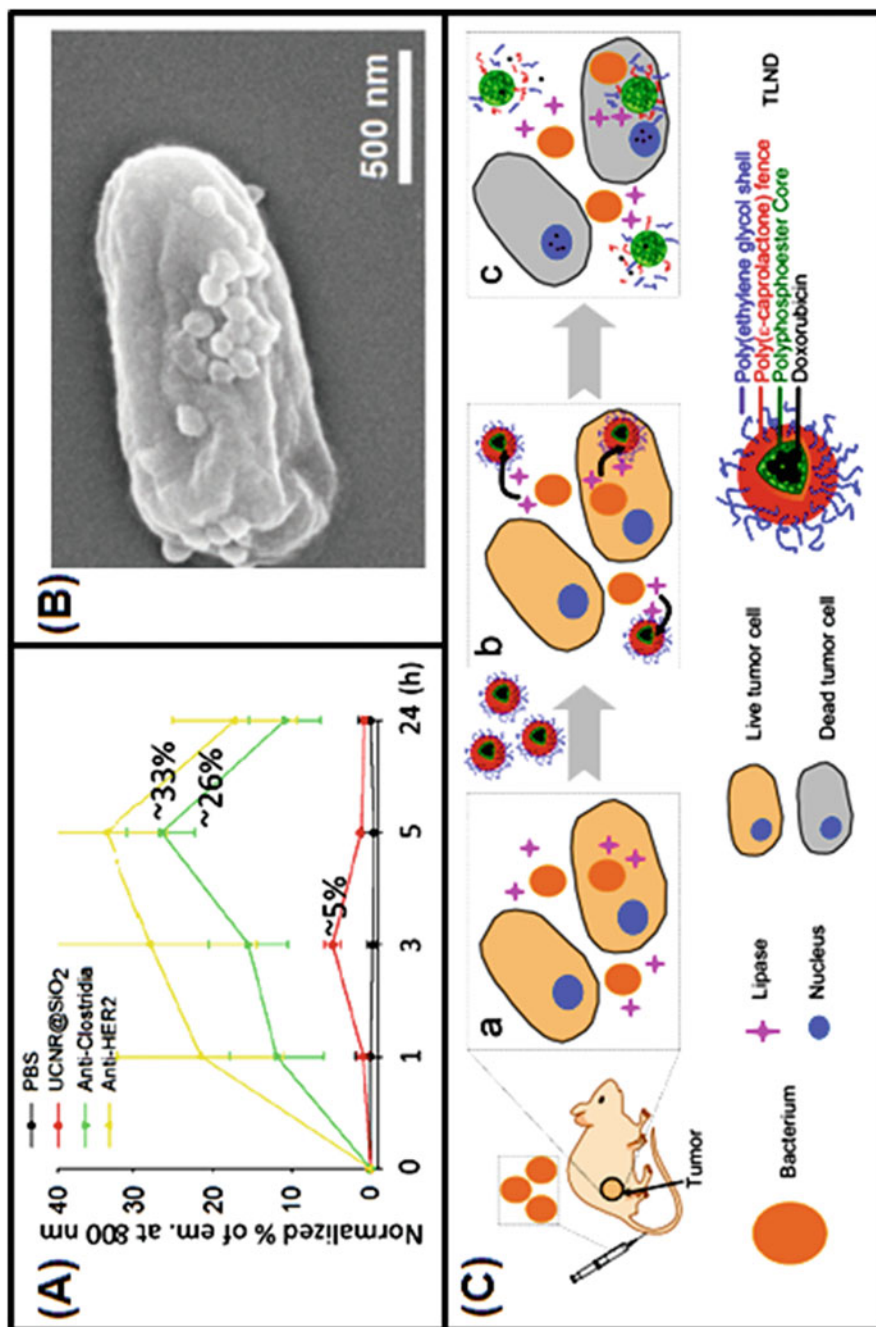 (A)
PBS
UCNR@SiO2
Anti-Clostridia
Anti-HER2
Normalized % of em. at 800 nm
40
30
20
10
0
0 1 3 5 24 (h)
~5%
~33%
~26%
(B)
500 nm
(C)
a
b
c
Tumor
Bacterium
Lipase
Nucleus
Live tumor cell
Dead tumor cell
Poly(ethylene glycol shell
Poly(ε-caprolactone) fence
Polyphosphoester Core
Doxorubicin
TLND